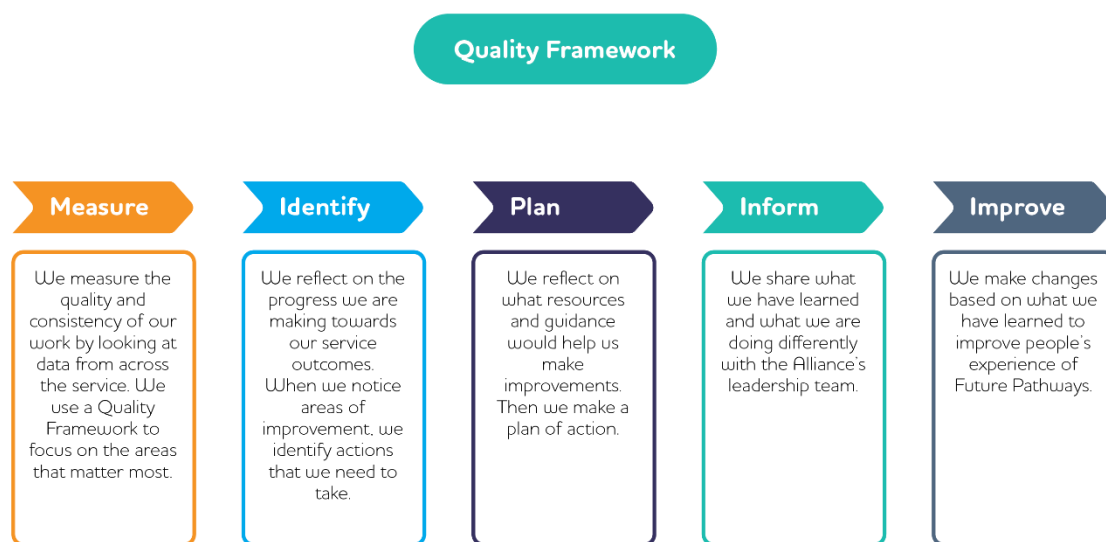 Quality Framework
Measure
We measure the
quality and
consistency of our
work by looking at
data from across
the service. We
use a Quality
Framework to
focus on the areas
that matter most.
Identify
We reflect on the
progress we are
making towards
our service
outcomes.
When we notice
areas of
improvement, we
identify actions
that we need to
take.
Plan
We reflect on
what resources
and guidance
would help us
make
improvements.
Then we make a
plan of action.
Inform
We share what
we have learned
and what we are
doing differently
with the Alliance's
leadership team.
Improve
We make changes
based on what we
have learned to
improve people's
experience of
Future Pathways.